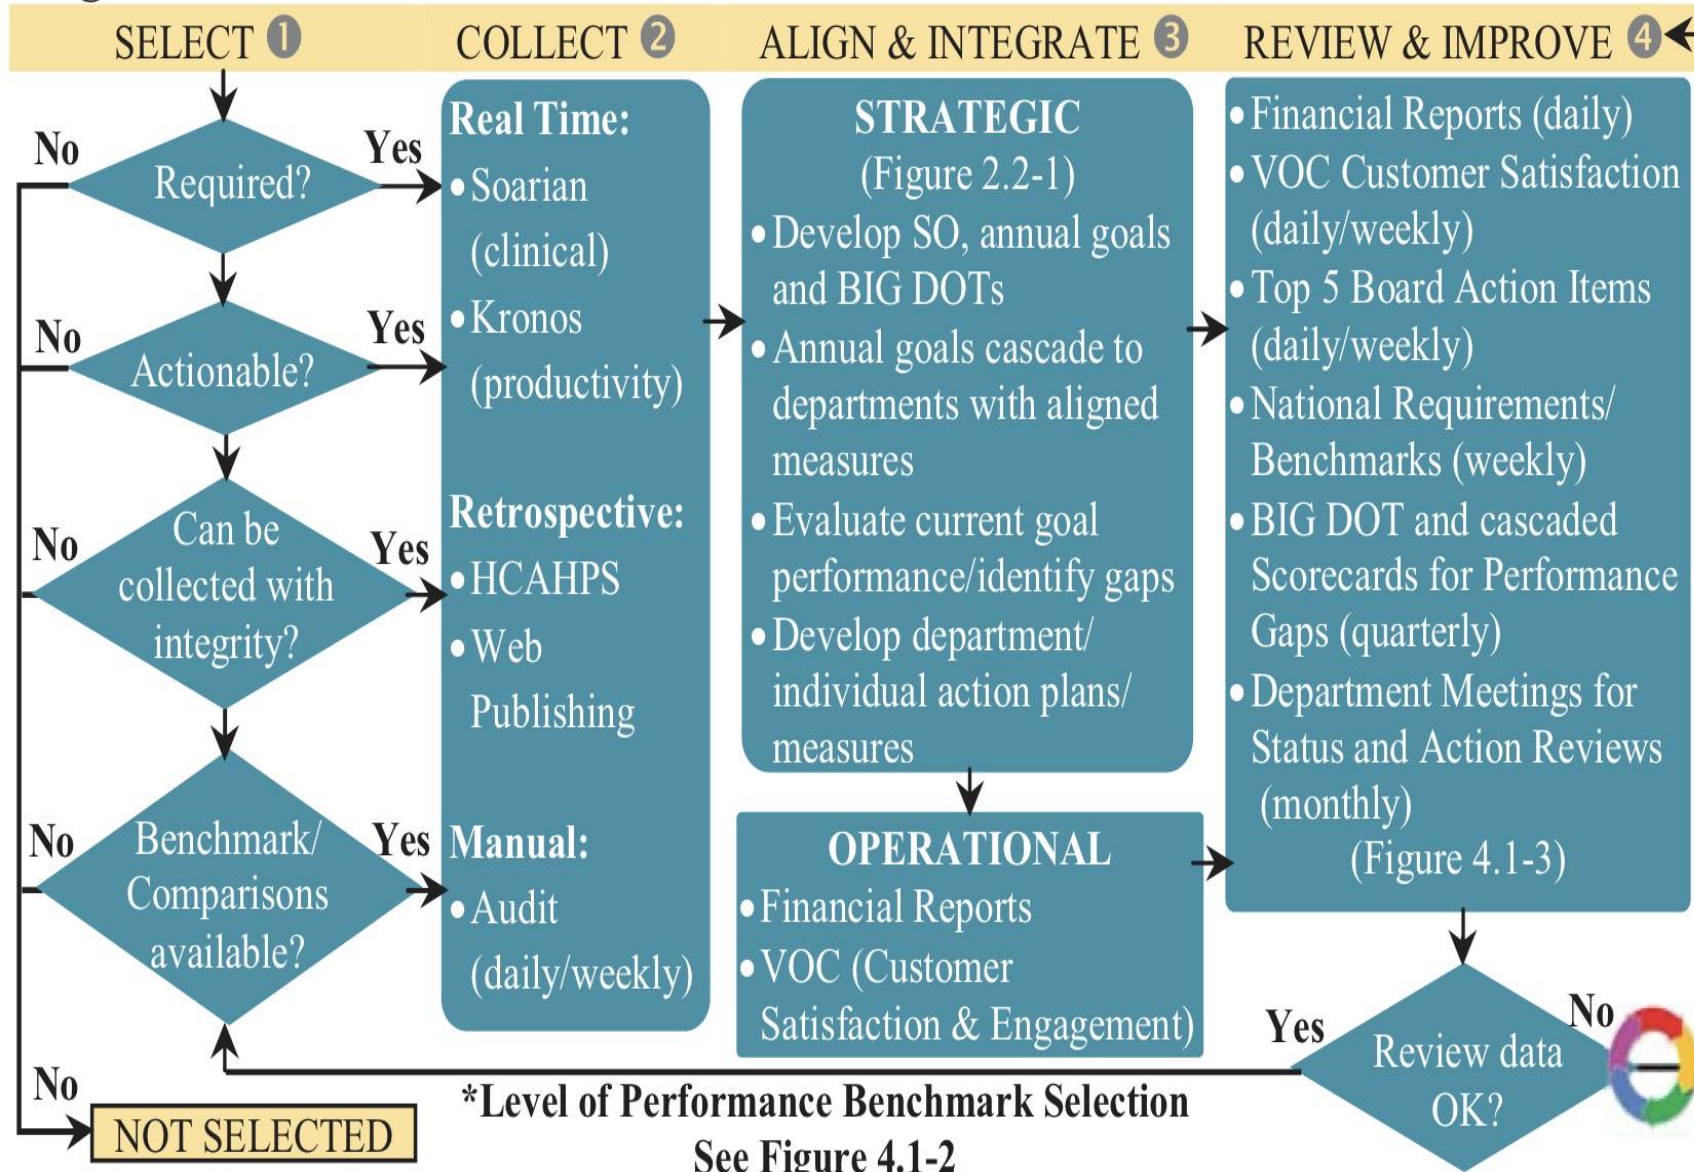 SELECT ❶
COLLECT ❷
ALIGN & INTEGRATE ❸
REVIEW & IMPROVE ❹
No
Required?
Yes
No
Actionable?
Yes
No
Can be
collected with
integrity?
Yes
No
Benchmark/
Comparisons
available?
Yes
No
NOT SELECTED
Real Time:
•Soarian
(clinical)
•Kronos
(productivity)
Retrospective:
•HCAHPS
•Web
Publishing
Manual:
•Audit
(daily/weekly)
STRATEGIC
(Figure 2.2-1)
•Develop SO, annual goals
and BIG DOTs
•Annual goals cascade to
departments with aligned
measures
•Evaluate current goal
performance/identify gaps
•Develop department/
individual action plans/
measures
OPERATIONAL
•Financial Reports
•VOC (Customer
Satisfaction & Engagement)
•Financial Reports (daily)
•VOC Customer Satisfaction
(daily/weekly)
•Top 5 Board Action Items
(daily/weekly)
•National Requirements/
Benchmarks (weekly)
•BIG DOT and cascaded
Scorecards for Performance
Gaps (quarterly)
•Department Meetings for
Status and Action Reviews
(monthly)
(Figure 4.1-3)
Yes
Review data
OK?
No
*Level of Performance Benchmark Selection
See Figure 4.1-2